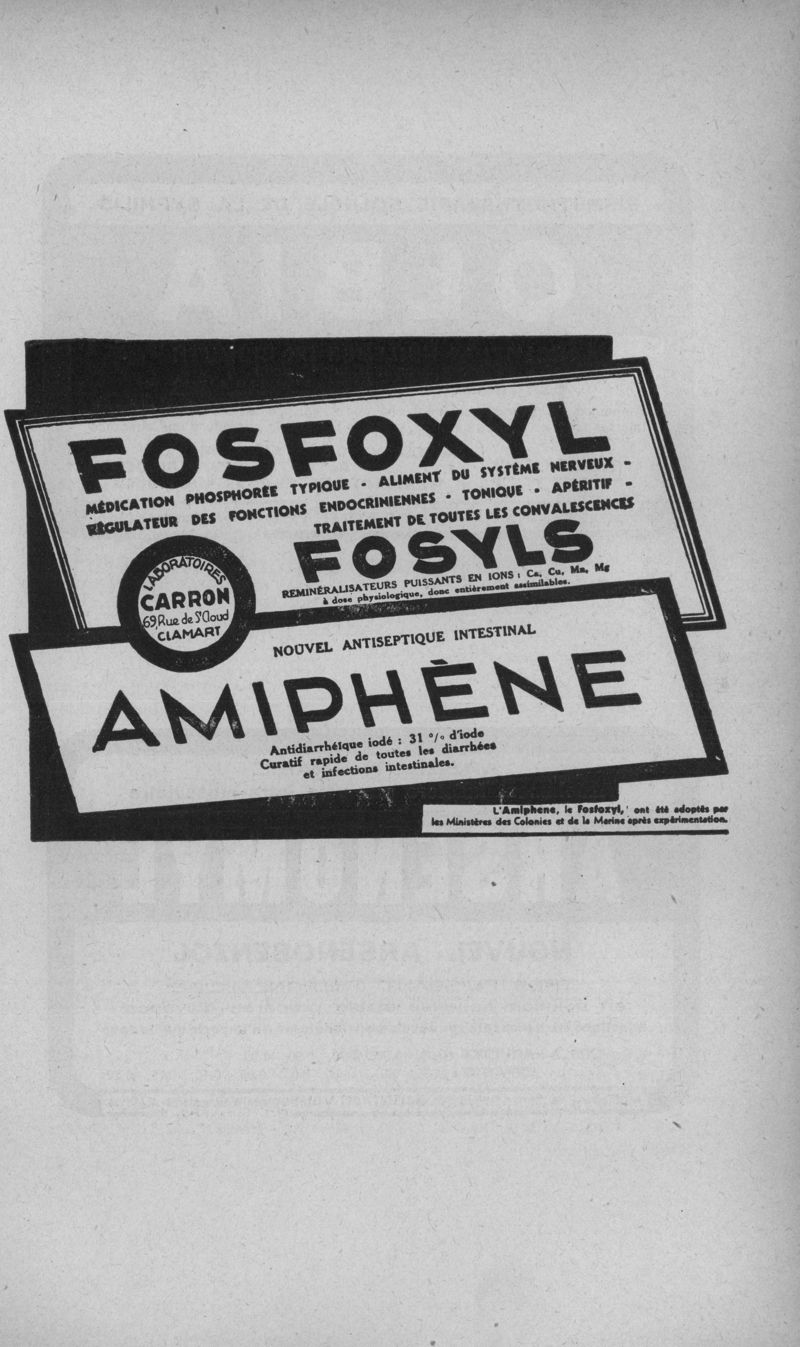 FOSFOXYL
MÉDICATION PHOSPHORÉE TYPIQUE - ALIMENT DU SYSTÈME NERVEUX -
RÉGULATEUR DES FONCTIONS ENDOCRINIENNES - TONIQUE - APÉRITIF -
TRAITEMENT DE TOUTES LES CONVALESCENCES
FOSYLS
REMINÉRALISATEURS PUISSANTS EN IONS : Ca, Cu, Mn, Mg
à dose physiologique, donc entièrement assimilables.
LABORATOIRES
CARRON
69, Rue de St Cloud
CLAMART
NOUVEL ANTISEPTIQUE INTESTINAL
AMIPHÈNE
Antidiarrhéique iodé : 31 % d'iode
Curatif rapide de toutes les diarrhées
et infections intestinales.
L'Amiphene, le Fosfoxyl, ont été adoptés par
les Ministères des Colonies et de la Marine après expérimentation.